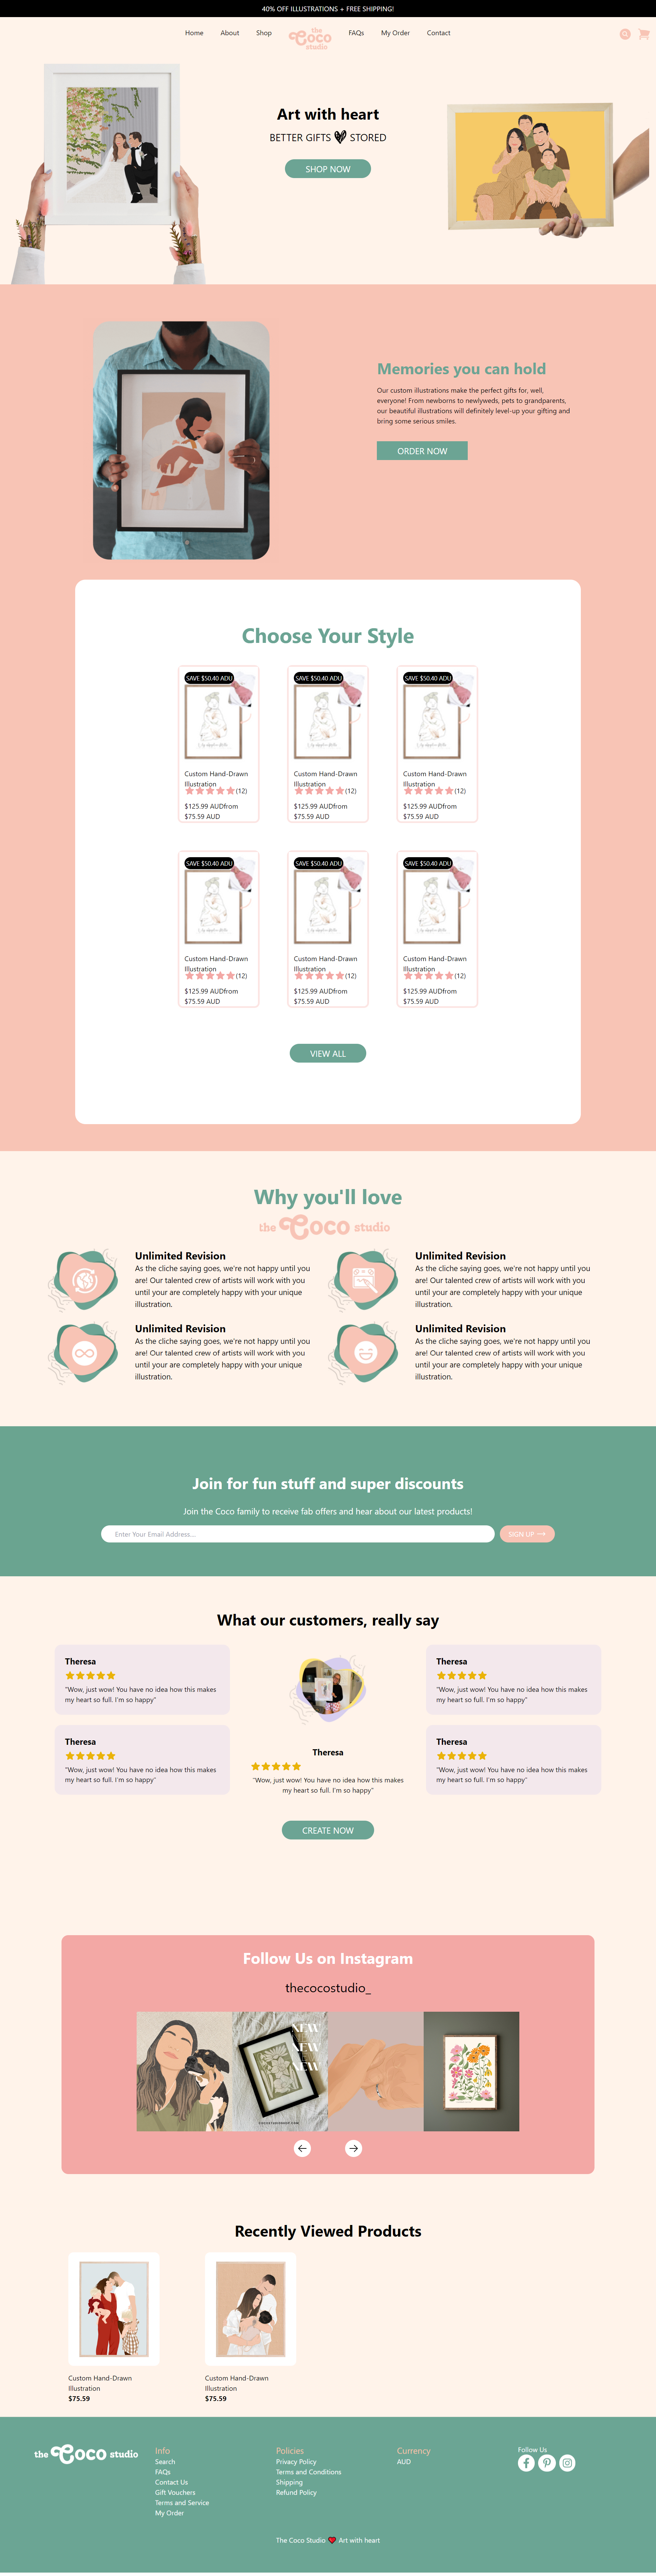 40% OFF ILLUSTRATIONS + FREE SHIPING!
Home About Shop the Coco studio FAQs My Order Contact
Art with heart
BETTER GIFTS STORED
SHOP NOW
Memories you can hold
Our custom illustrations make the perfect gifts for, well,
everyone! From newborns to newlyweds, pets to grandparents,
our beautiful illustrations will definitely level-up your gifting and
bring some serious smiles.
ORDER NOW
Choose Your Style
SAVE $50.40 ADU SAVE $50.40 ADU SAVE $50.40 ADU
Custom Hand-Drawn Custom Hand-Drawn Custom Hand-Drawn
Illustration Illustration Illustration
(12) (12) (12)
$125.99 AUDfrom $125.99 AUDfrom $125.99 AUDfrom
$75.59 AUD $75.59 AUD $75.59 AUD
SAVE $50.40 ADU SAVE $50.40 ADU SAVE $50.40 ADU
Custom Hand-Drawn Custom Hand-Drawn Custom Hand-Drawn
Illustration Illustration Illustration
(12) (12) (12)
$125.99 AUDfrom $125.99 AUDfrom $125.99 AUDfrom
$75.59 AUD $75.59 AUD $75.59 AUD
VIEW ALL
Why you'll love
the Coco studio
Unlimited Revision
As the cliche saying goes, we're not happy until you
are! Our talented crew of artists will work with you
until your are completely happy with your unique
illustration.
Unlimited Revision
As the cliche saying goes, we're not happy until you
are! Our talented crew of artists will work with you
until your are completely happy with your unique
illustration.
Unlimited Revision
As the cliche saying goes, we're not happy until you
are! Our talented crew of artists will work with you
until your are completely happy with your unique
illustration.
Unlimited Revision
As the cliche saying goes, we're not happy until you
are! Our talented crew of artists will work with you
until your are completely happy with your unique
illustration.
Join for fun stuff and super discounts
Join the Coco family to receive fab offers and hear about our latest products!
Enter Your Email Address... SIGN UP
What our customers, really say
Theresa
"Wow, just wow! You have no idea how this makes
my heart so full. I'm so happy"
Theresa
"Wow, just wow! You have no idea how this makes
my heart so full. I'm so happy"
Theresa
"Wow, just wow! You have no idea how this makes
my heart so full. I'm so happy"
Theresa
"Wow, just wow! You have no idea how this makes
my heart so full. I'm so happy"
Theresa
"Wow, just wow! You have no idea how this makes
my heart so full. I'm so happy"
CREATE NOW
Follow Us on Instagram
thecocostudio_
NEW
NEW
NEW
Recently Viewed Products
Custom Hand-Drawn
Illustration
$75.59
Custom Hand-Drawn
Illustration
$75.59
the Coco studio
Info
Search
FAQs
Contact Us
Gift Vouchers
Terms and Service
My Order
Policies
Privacy Policy
Terms and Conditions
Shipping
Refund Policy
Currency
AUD
Follow Us
The Coco Studio Art with heart